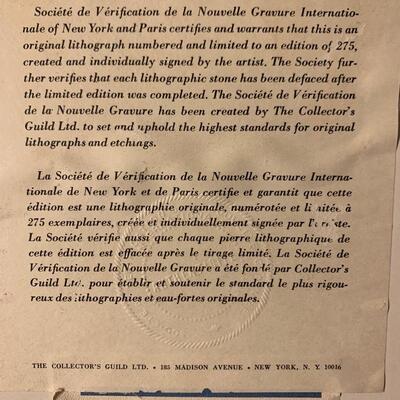 Société de Vérification de la Nouvelle Gravure Internatio-
nale of New York and Paris certifies and warrants that this is an
original lithograph numbered and limited to an edition of 275,
created and individually signed by the artist. The Society fur-
ther verifies that each lithographic stone has been defaced after
the limited edition was completed. The Société de Vérification
de la Nouvelle Gravure has been created by The Collector's
Guild Ltd. to set and uphold the highest standards for original
lithographs and etchings.
La Société de Vérification de la Nouvelle Gravure Interna-
tionale de New York et de Paris certifie et garantit que cette
édition est une lithographie originale, numérotée et limitée à
275 exemplaires, créée et individuellement signée par l'artiste.
La Société vérifie aussi que chaque pierre lithographique de
cette édition est effacée après le tirage limité. La Société de
Vérification de la Nouvelle Gravure a été fondé par Collector's
Guild Ltd. pour établir et soutenir le standard le plus rigou-
reux des lithographies et eau-fortes originales.
THE COLLECTOR'S GUILD LTD. • 185 MADISON AVENUE • NEW YORK, N. Y. 10016